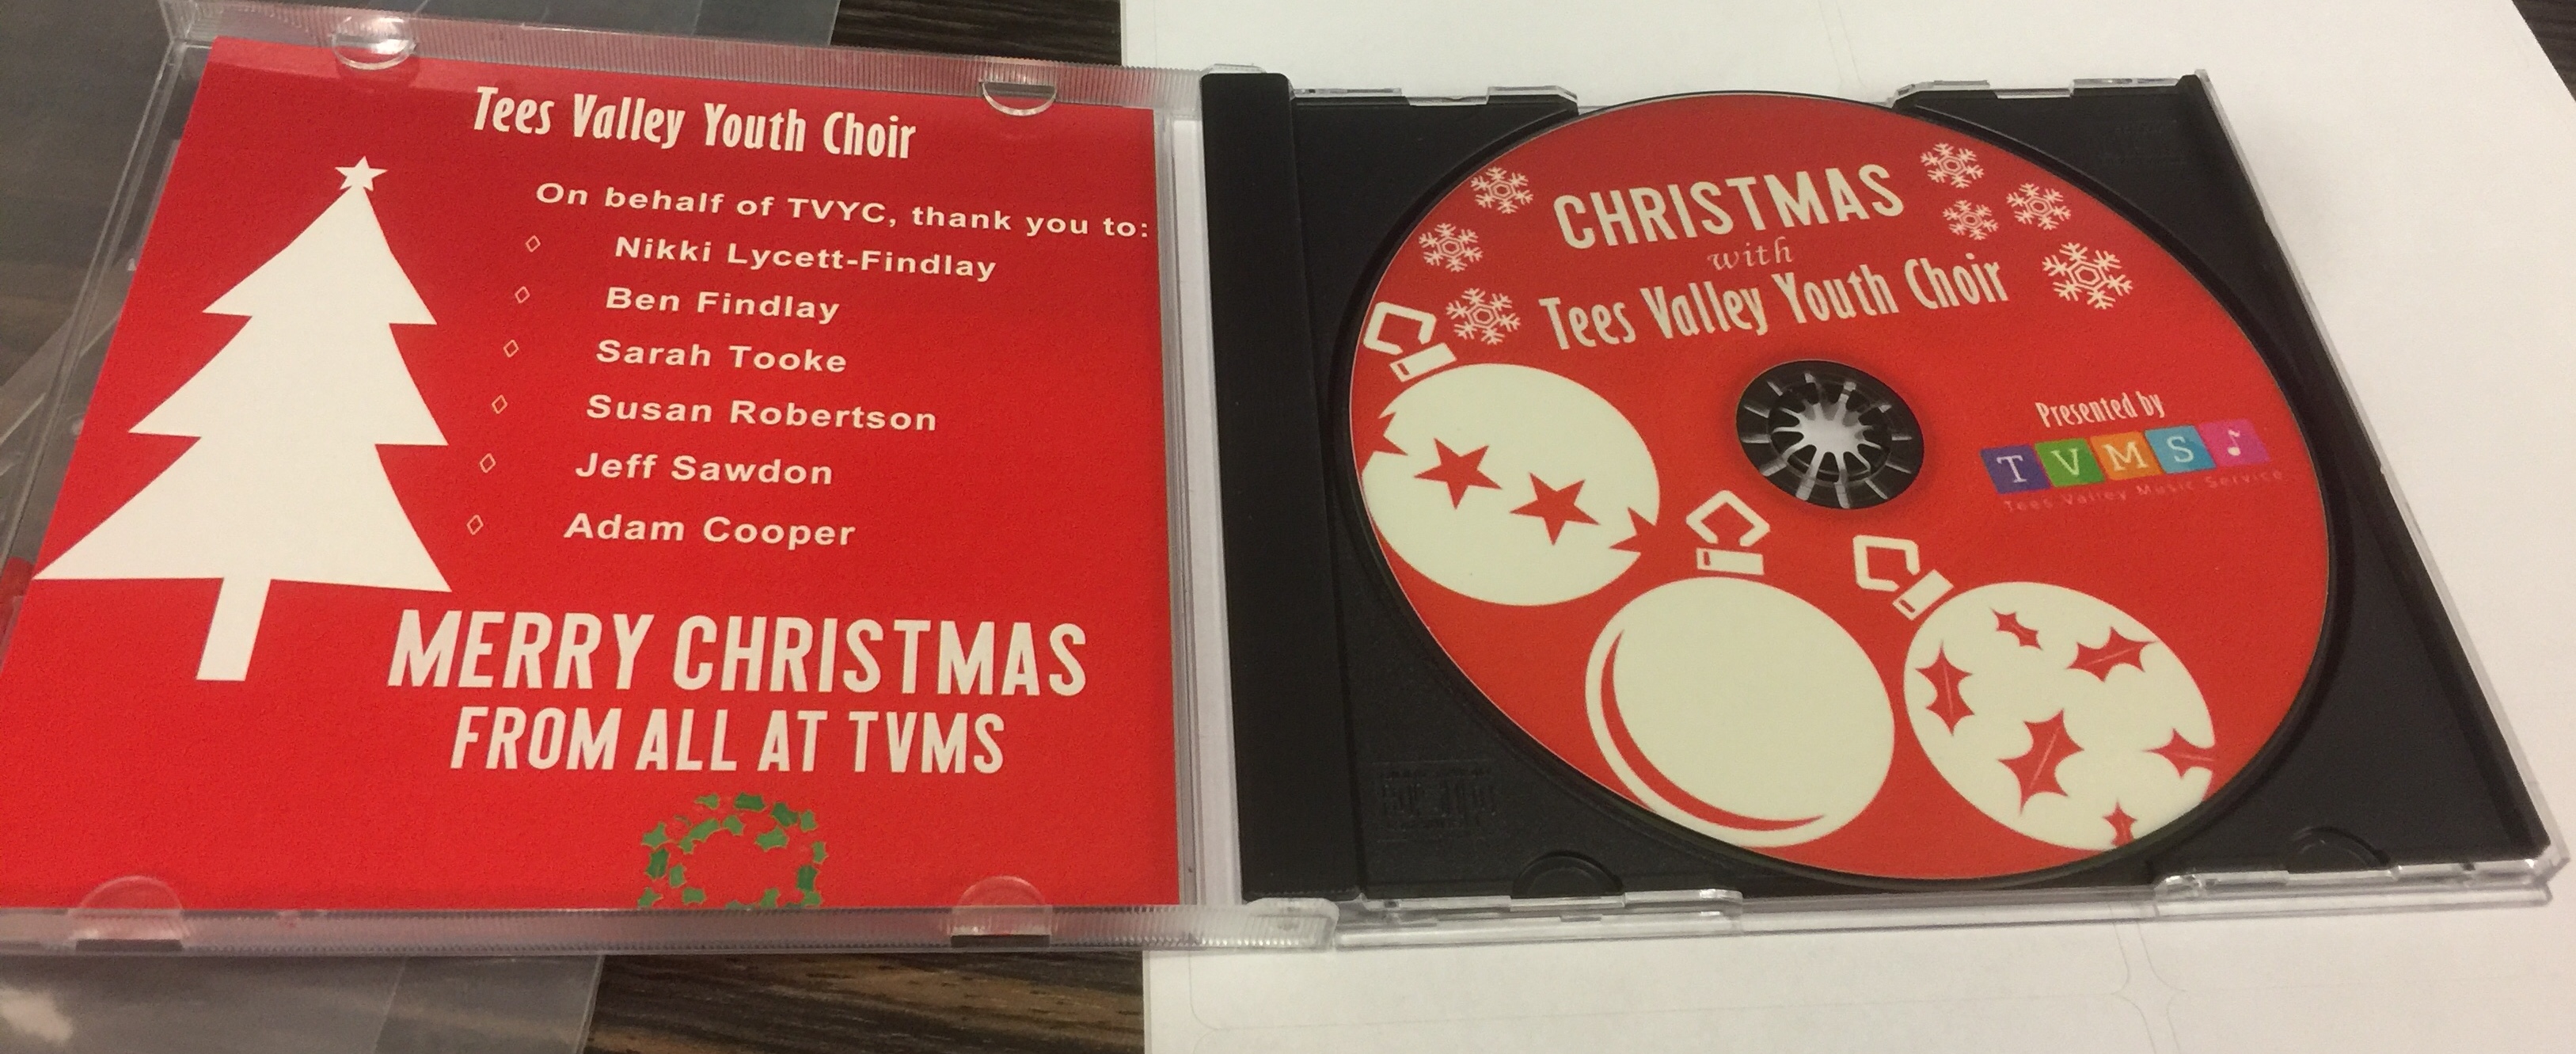 Tees Valley Youth Choir
On behalf of TVYC, thank you to:
Nikki Lycett-Findlay
Ben Findlay
Sarah Tooke
Susan Robertson
Jeff Sawdon
Adam Cooper
MERRY CHRISTMAS
FROM ALL AT TVMS
CHRISTMAS
with
Tees Valley Youth Choir
Presented by
TVMS
Tees Valley Music Service